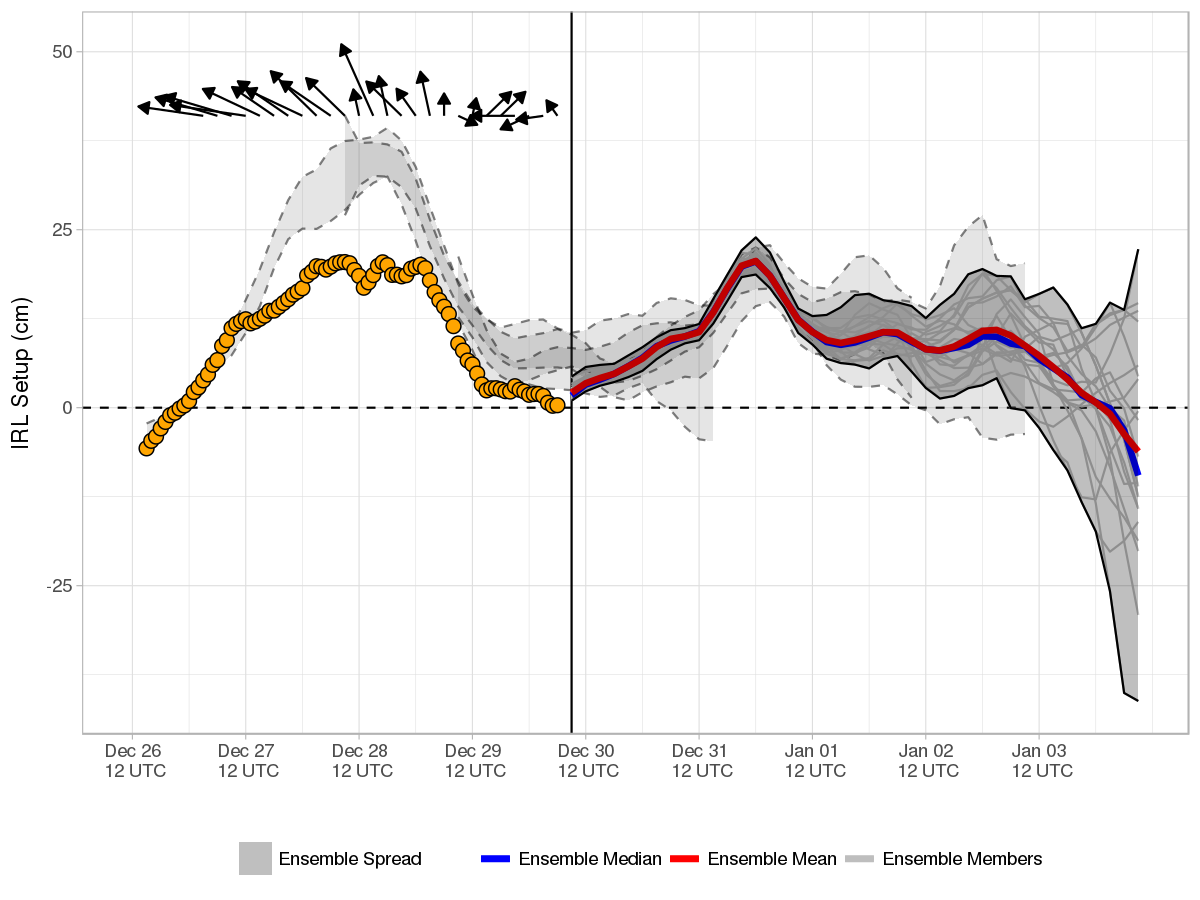 IRL Setup (cm)
50
25
0
-25
Dec 26
12 UTC
Dec 27
12 UTC
Dec 28
12 UTC
Dec 29
12 UTC
Dec 30
12 UTC
Dec 31
12 UTC
Jan 01
12 UTC
Jan 02
12 UTC
Jan 03
12 UTC
Ensemble Spread
Ensemble Median
Ensemble Mean
Ensemble Members